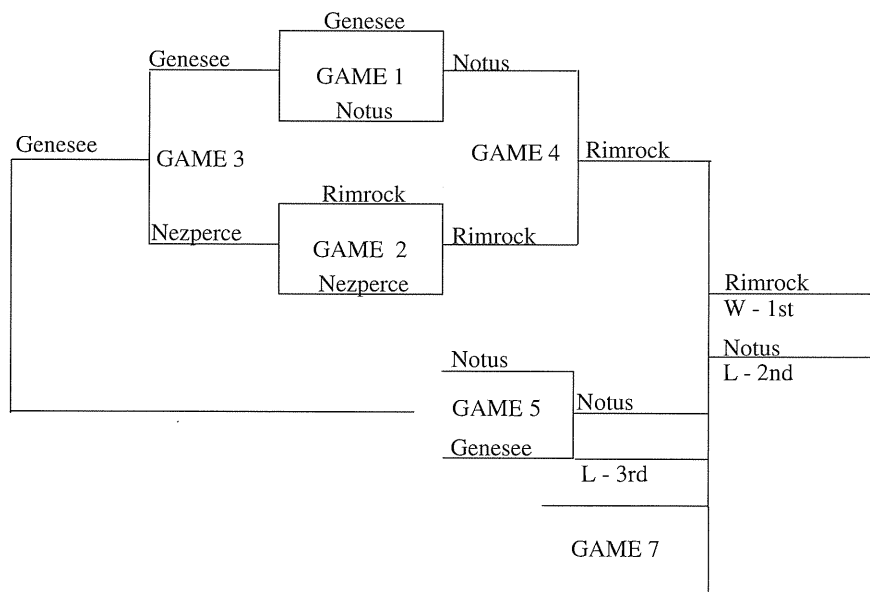 Genesee
Genesee
GAME 1
Notus
Notus
Genesee
GAME 3
GAME 4
Rimrock
Rimrock
Nezperce
GAME 2
Rimrock
Nezperce
Rimrock
W - 1st
Notus
L - 2nd
Notus
GAME 5
Notus
Genesee
L - 3rd
GAME 7